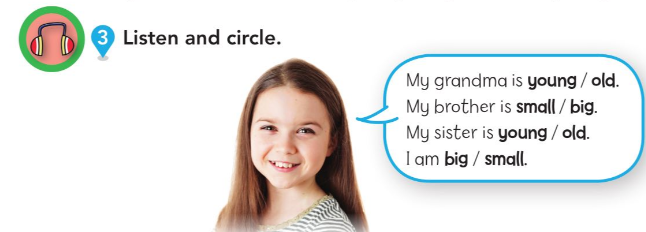 3 Listen and circle.
My grandma is young / old.
My brother is small / big.
My sister is young / old.
I am big / small.